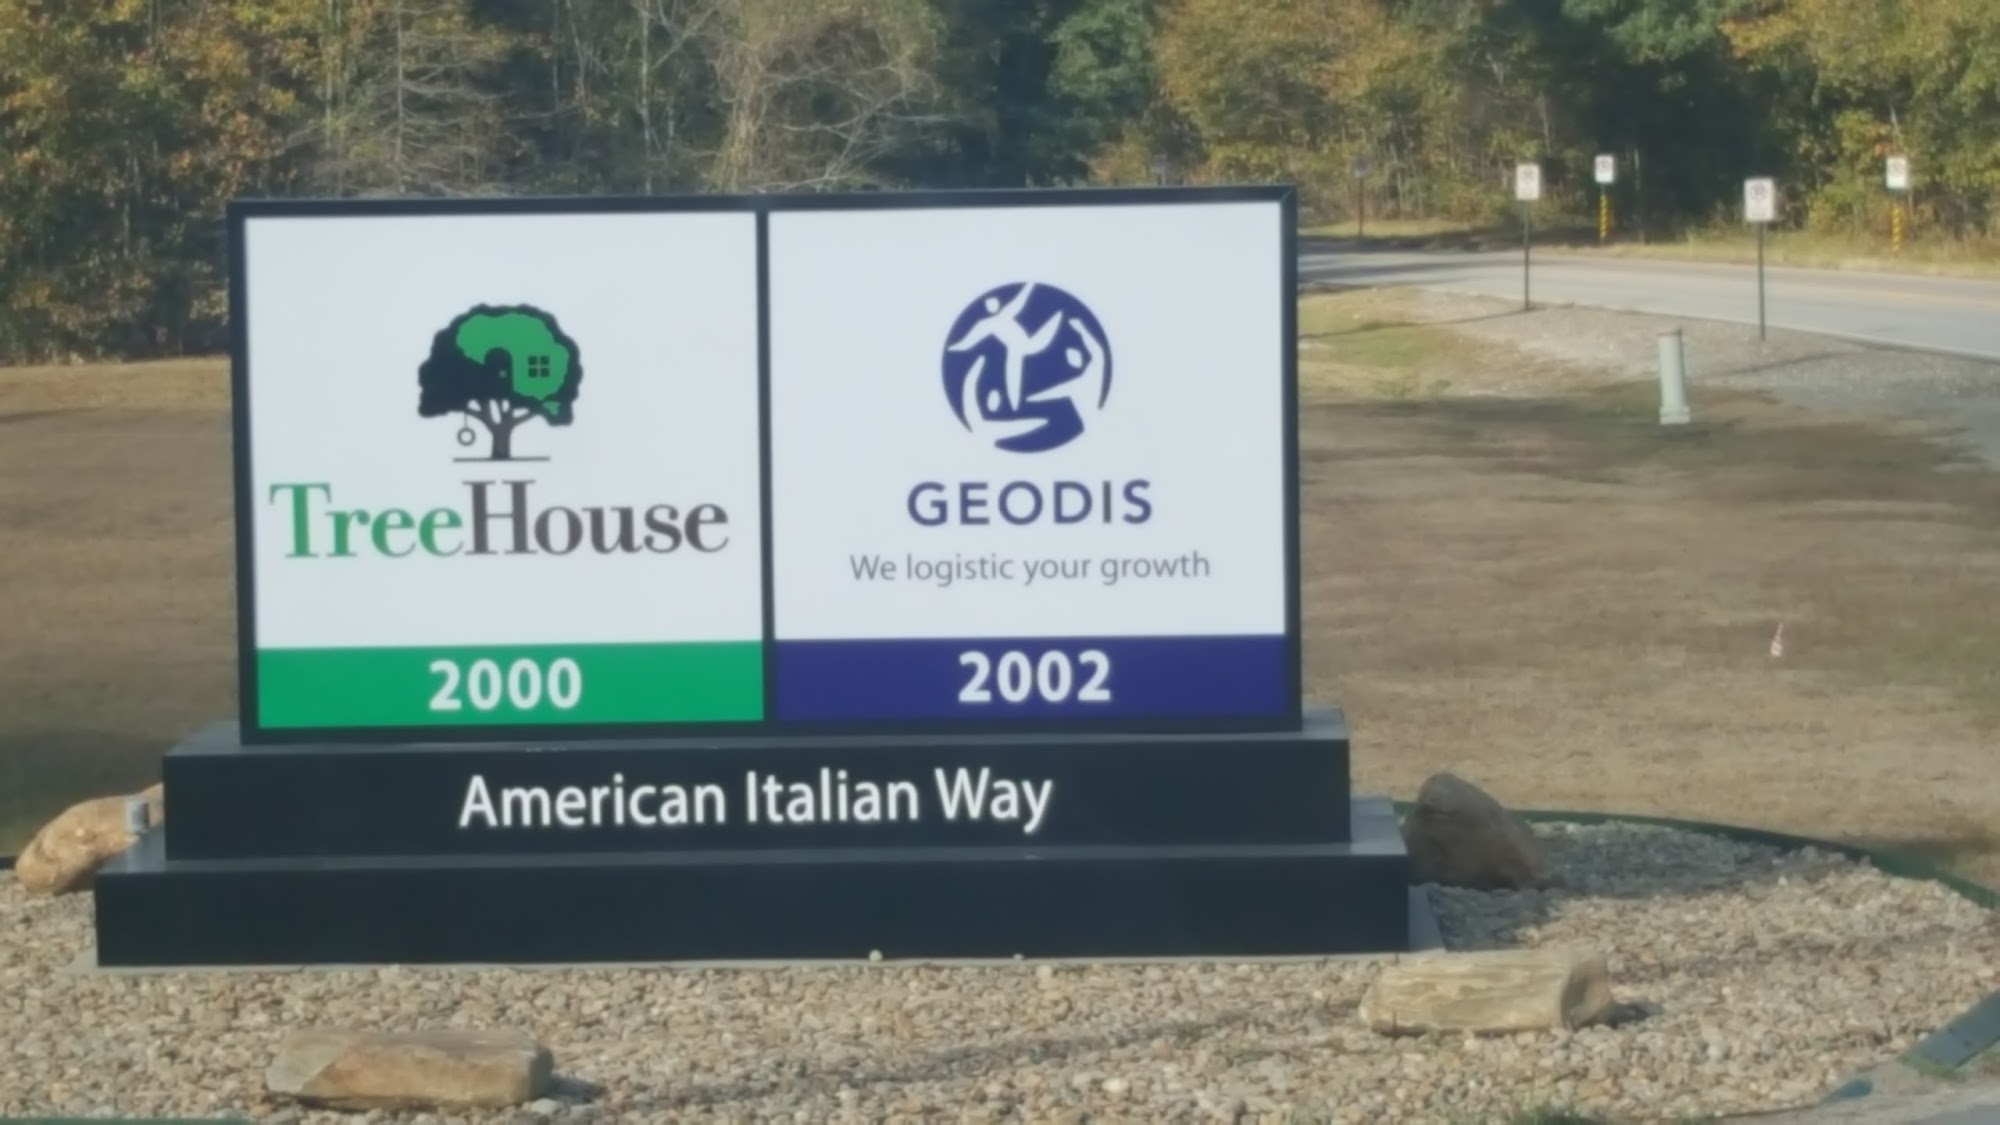 TreeHouse
2000
GEODIS
We logistic your growth
2002
American Italian Way